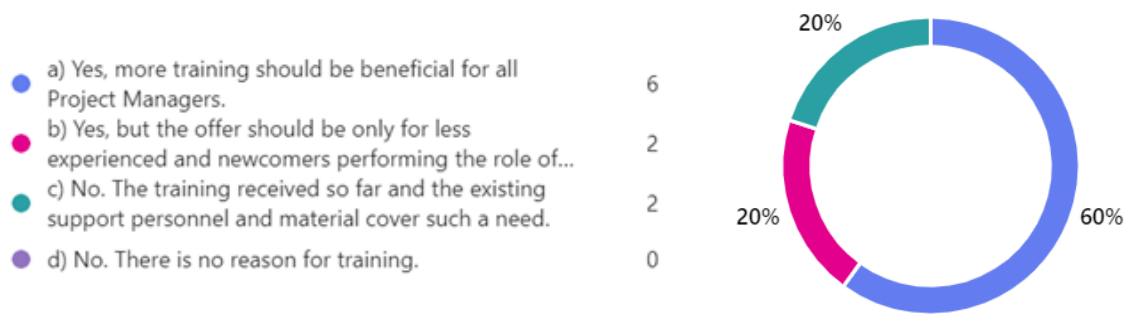 a) Yes, more training should be beneficial for all
Project Managers.
6
b) Yes, but the offer should be only for less
experienced and newcomers performing the role of...
2
c) No. The training received so far and the existing
support personnel and material cover such a need.
2
d) No. There is no reason for training.
0
20%
20%
60%